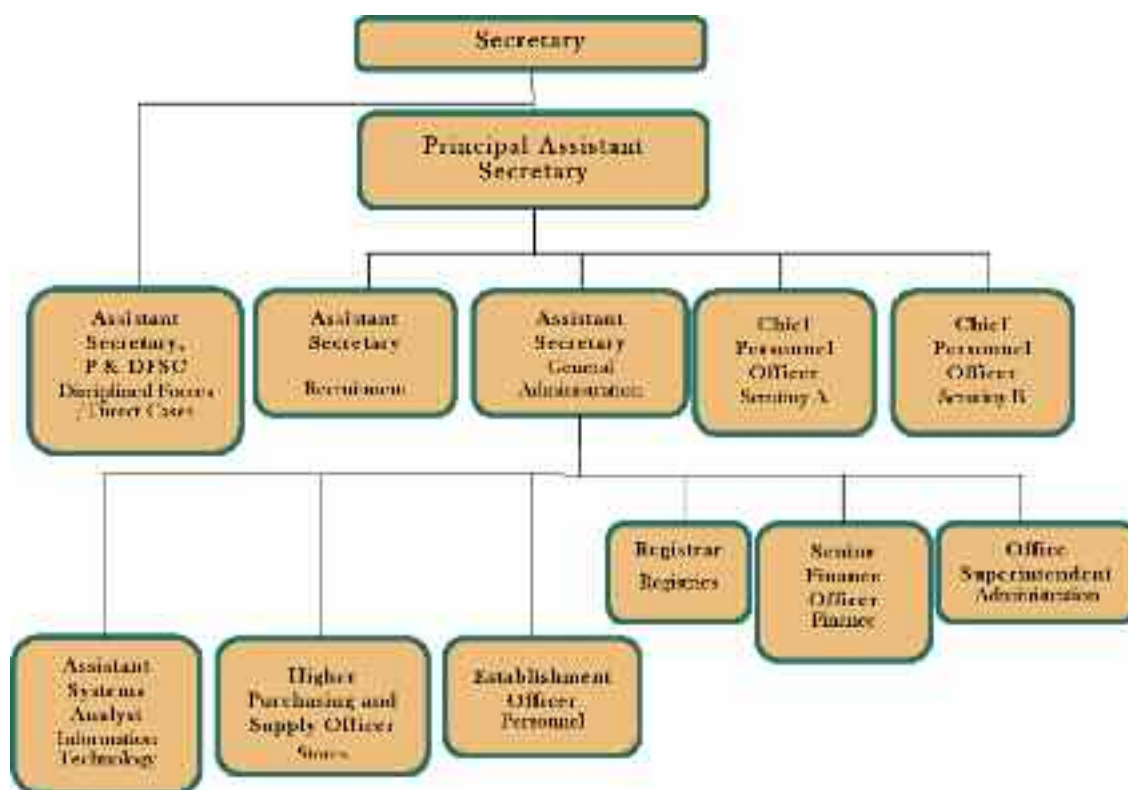 Secretary
Principal Assistant
Secretary
Assistant
Secretary,
P & DFSC
Disciplined Forces
/ Direct Cases
Assistant
Secretary
Recruitment
Assistant
Secretary
General
Administration
Chief
Personnel
Officer
Scrutiny A
Chief
Personnel
Officer
Scrutiny B
Registrar
Registries
Senior
Finance
Officer
Finance
Office
Superintendent
Administration
Assistant
Systems
Analyst
Information
Technology
Higher
Purchasing and
Supply Officer
Stores
Establishment
Officer
Personnel